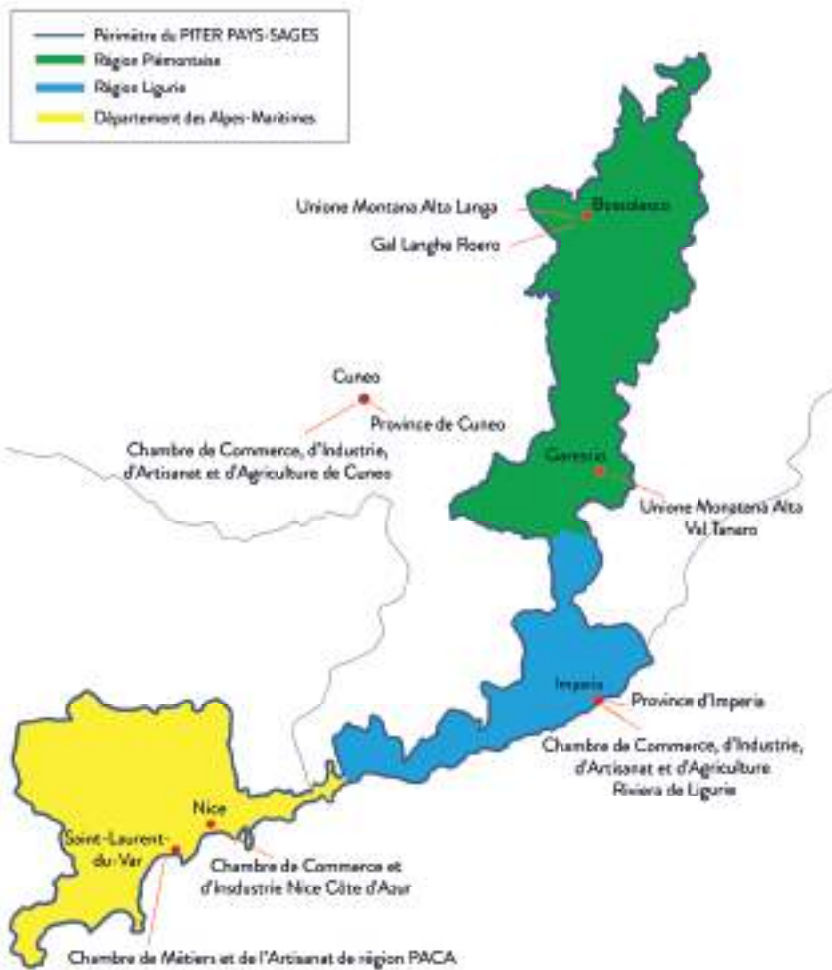 Périmètre du PITER PAYS-SAGES
Région Piémontaise
Région Ligurie
Département des Alpes-Maritimes
Unione Montana Alta Langa
Bossolasco
Gal Langhe Roero
Cuneo
Province de Cuneo
Chambre de Commerce, d'Industrie,
d'Artisanat et d'Agriculture de Cuneo
Garessio
Unione Monatana Alta
Val Tanaro
Imperia
Province d'Imperia
Chambre de Commerce, d'Industrie,
d'Artisanat et d'Agriculture
Riviera de Ligurie
Nice
Saint-Laurent-
du-Var
Chambre de Commerce et
d'Insdustrie Nice Côte d'Azur
Chambre de Métiers et de l'Artisanat de région PACA